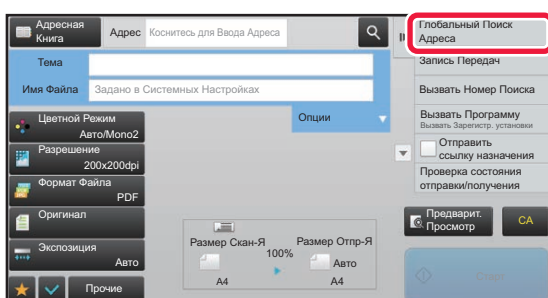 Адресная
Книга
Адрес
Коснитесь для Ввода Адреса
Тема
Имя Файла
Задано в Системных Настройках
Цветной Режим
Авто/Mono2
Опции
Разрешение
200x200dpi
Формат Файла
PDF
Оригинал
Экспозиция
Авто
Прочие
Размер Скан-Я
100%
Размер Отпр-Я
Авто
A4
A4
Глобальный Поиск
Адреса
Запись Передач
Вызвать Номер Поиска
Вызвать Программу
Вызвать Зарегистр. установки
Отправить
ссылку назначения
Проверка состояния
отправки/получения
Предварит.
Просмотр
CA
Старт